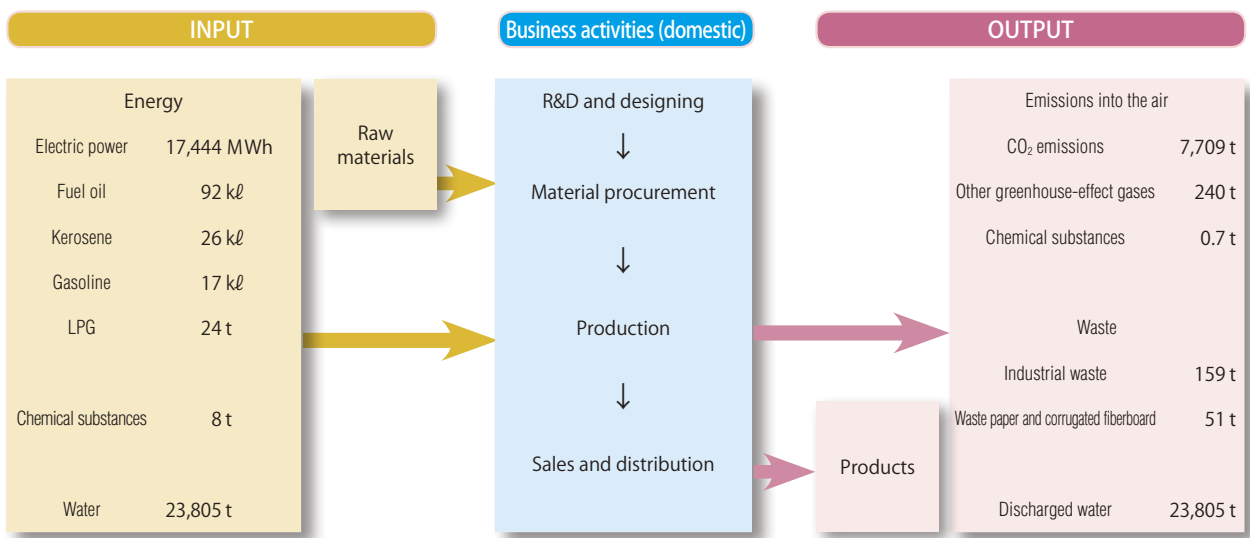 INPUT
Business activities (domestic)
OUTPUT
Energy
Electric power 17,444 MWh
Fuel oil 92 kℓ
Kerosene 26 kℓ
Gasoline 17 kℓ
LPG 24 t
Chemical substances 8 t
Water 23,805 t
Raw
materials
R&D and designing
↓
Material procurement
↓
Production
↓
Sales and distribution
Products
Emissions into the air
CO₂ emissions 7,709 t
Other greenhouse-effect gases 240 t
Chemical substances 0.7 t
Waste
Industrial waste 159 t
Waste paper and corrugated fiberboard 51 t
Discharged water 23,805 t